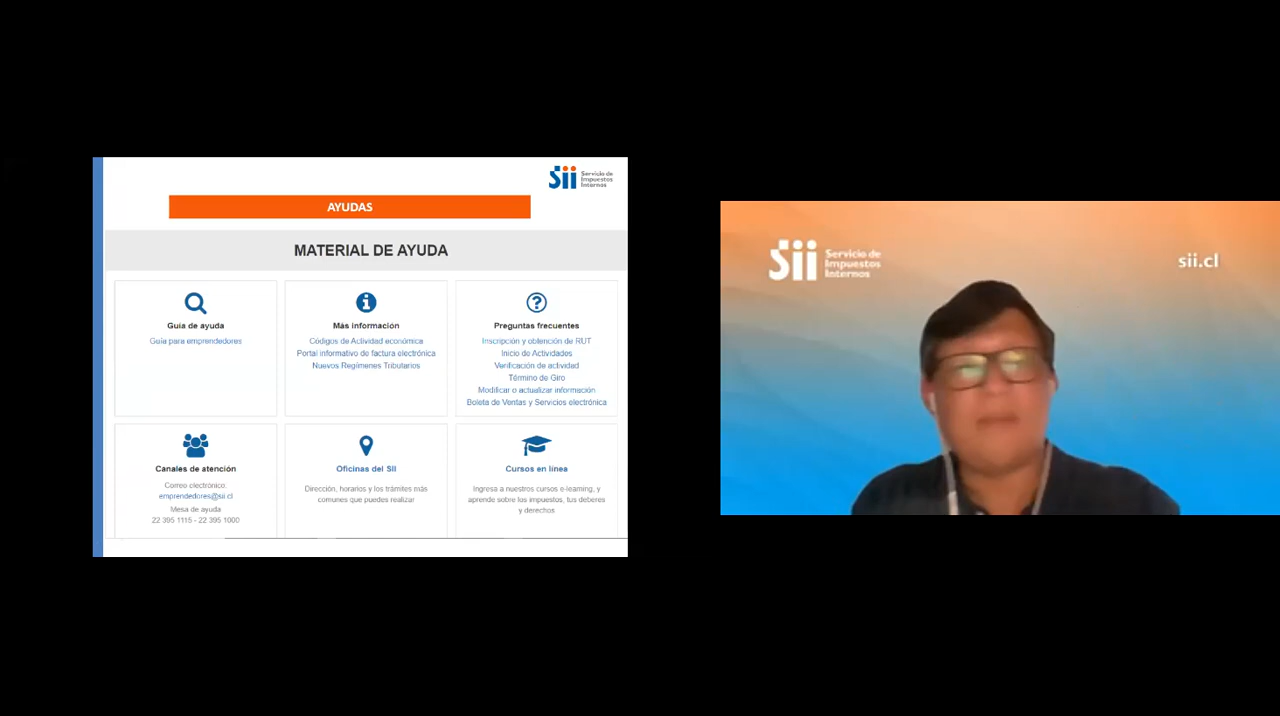 Sii Servicio de
Impuestos
Internos
AYUDAS
MATERIAL DE AYUDA
Guía de ayuda
Guía para emprendedores
Más información
Códigos de Actividad económica
Portal informativo de factura electrónica
Nuevos Regímenes Tributarios
Preguntas frecuentes
Inscripción y obtención de RUT
Inicio de Actividades
Verificación de actividad
Término de Giro
Modificar o actualizar información
Boleta de Ventas y Servicios electrónica
Canales de atención
Correo electrónico:
emprendedores@sii.cl
Mesa de ayuda
22 395 1115 - 22 395 1000
Oficinas del SII
Dirección, horarios y los trámites más
comunes que puedes realizar
Cursos en línea
Ingresa a nuestros cursos e-learning, y
aprende sobre los impuestos, tus deberes
y derechos
Sii Servicio de
Impuestos
Internos
sii.cl